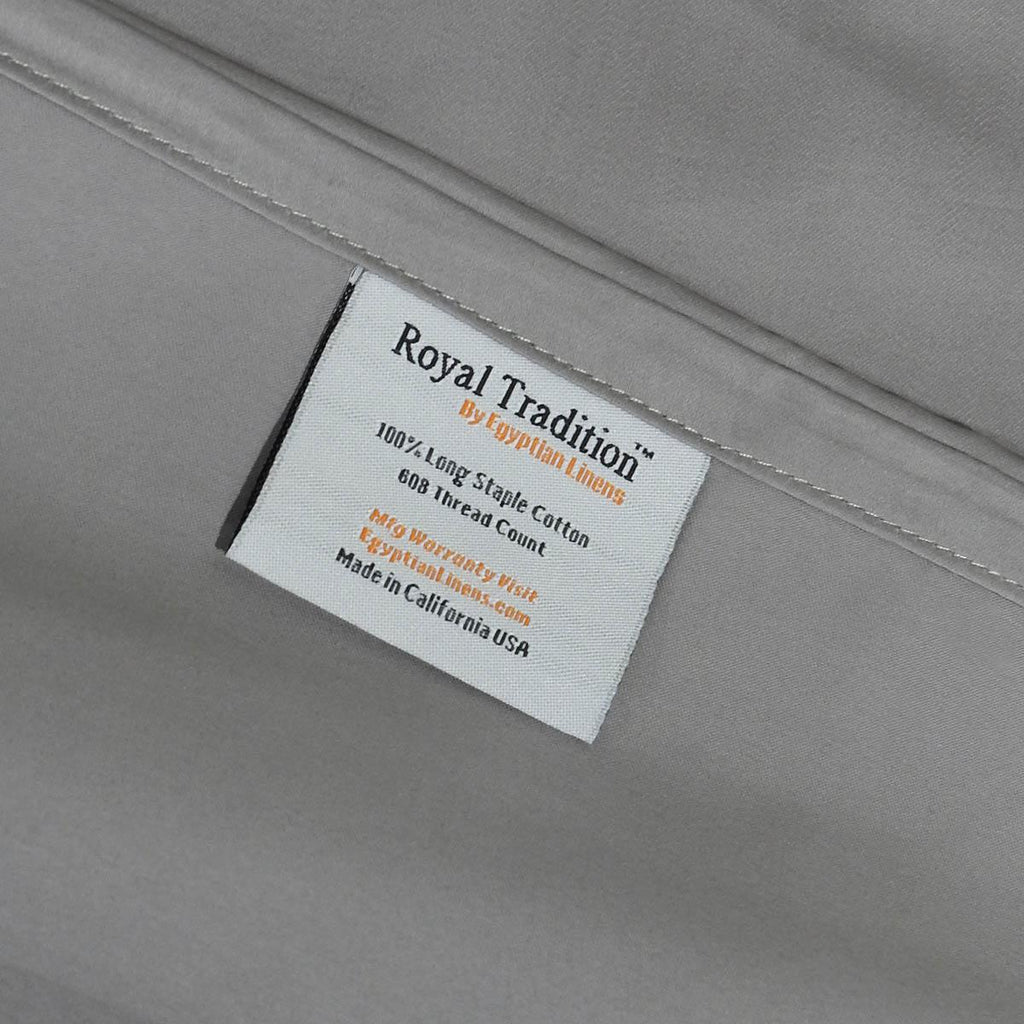 Royal Tradition™
By Egyptian Linens
100% Long Staple Cotton
608 Thread Count
Mfg Warranty Visit
EgyptianLinens.com
Made in California USA